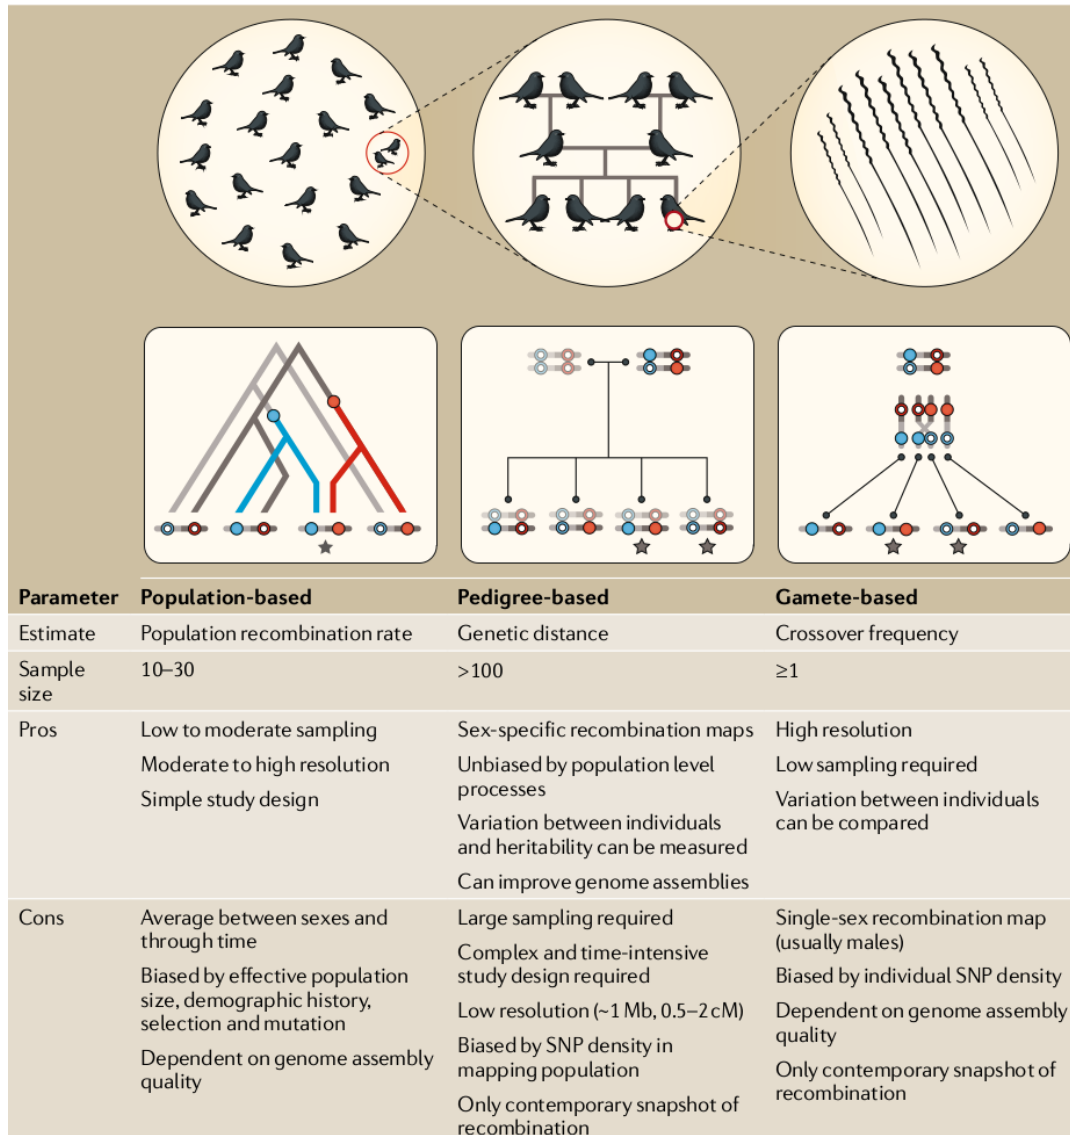 Parameter Population-based Pedigree-based Gamete-based
Estimate Population recombination rate Genetic distance Crossover frequency
Sample size 10–30 >100 ≥1
Pros
Low to moderate sampling
Moderate to high resolution
Simple study design
Sex-specific recombination maps
Unbiased by population level
processes
Variation between individuals
and heritability can be measured
Can improve genome assemblies
High resolution
Low sampling required
Variation between individuals
can be compared
Cons
Average between sexes and
through time
Biased by effective population
size, demographic history,
selection and mutation
Dependent on genome assembly
quality
Large sampling required
Complex and time-intensive
study design required
Low resolution (~1 Mb, 0.5–2 cM)
Biased by SNP density in
mapping population
Only contemporary snapshot of
recombination
Single-sex recombination map
(usually males)
Biased by individual SNP density
Dependent on genome assembly
quality
Only contemporary snapshot of
recombination